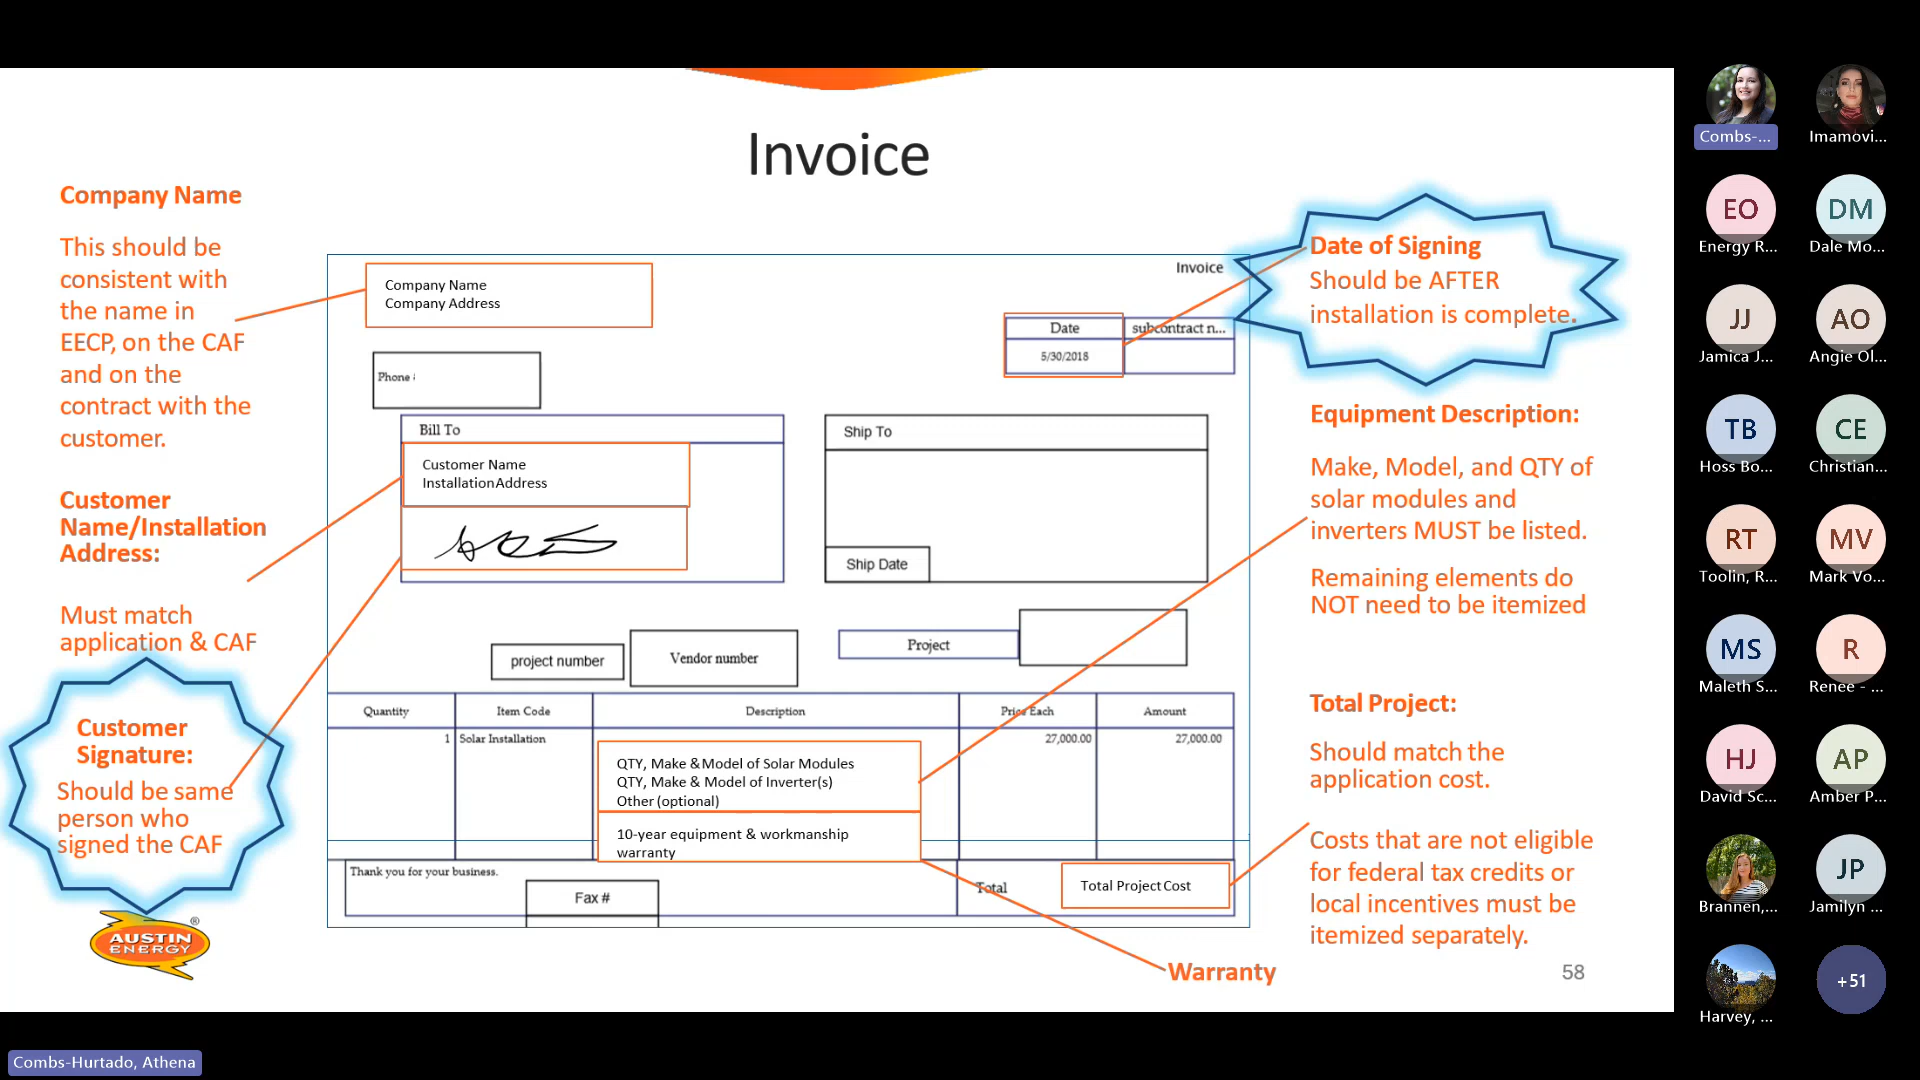 Invoice
Company Name
This should be
consistent with
the name in
EECP, on the CAF
and on the
contract with the
customer.
Customer
Name/Installation
Address:
Must match
application & CAF
Customer
Signature:
Should be same
person who
signed the CAF
AUSTIN
ENERGY
®
Company Name
Company Address
Invoice
Date
subcontract n...
5/30/2018
Phone
Bill To
Customer Name
Installation Address
Ship To
Ship Date
project number
Vendor number
Project
Quantity
Item Code
Description
Price Each
Amount
1
Solar Installation
QTY, Make & Model of Solar Modules
QTY, Make & Model of Inverter(s)
Other (optional)
10-year equipment & workmanship
warranty
27,000.00
27,000.00
Thank you for your business.
Fax #
Total
Total Project Cost
Date of Signing
Should be AFTER
installation is complete.
Equipment Description:
Make, Model, and QTY of
solar modules and
inverters MUST be listed.
Remaining elements do
NOT need to be itemized
Total Project:
Should match the
application cost.
Costs that are not eligible
for federal tax credits or
local incentives must be
itemized separately.
Warranty
58
Combs-...
Imamovi...
EO
Energy R...
DM
Dale Mo...
JJ
Jamica J...
AO
Angie Ol...
TB
Hoss Bo...
CE
Christian...
RT
Toolin, R...
MV
Mark Vo...
MS
Maleth S...
R
Renee - ...
HJ
David Sc...
AP
Amber P...
Brannen,...
JP
Jamilyn ...
Harvey, ...
+51
Combs-Hurtado, Athena